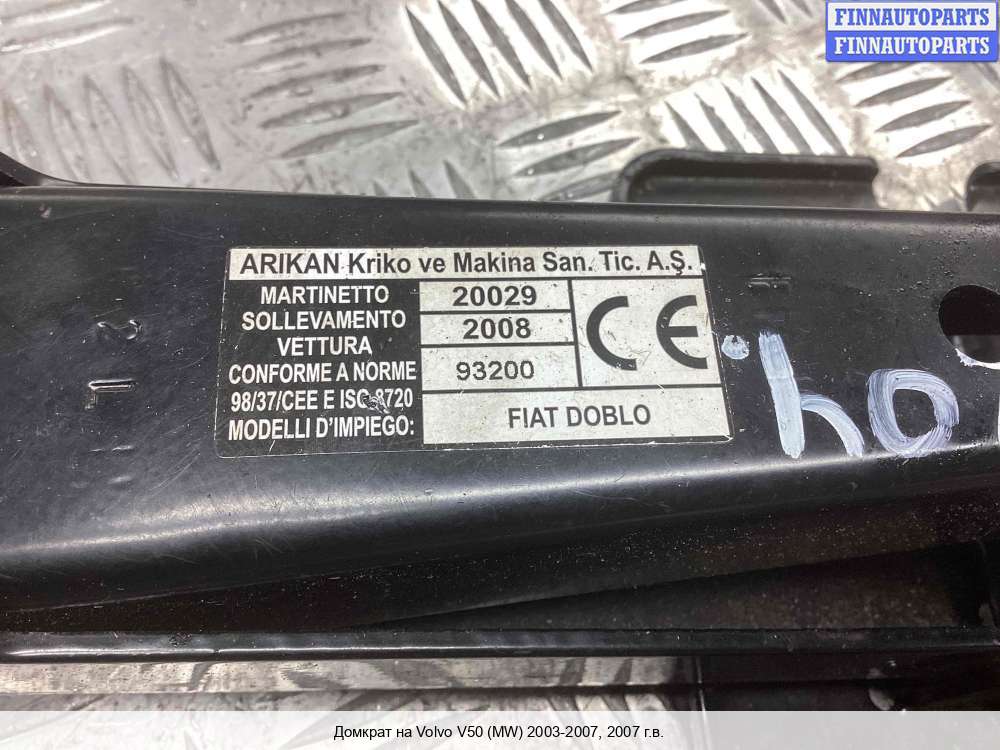 FINNAUTOPARTS
FINNAUTOPARTS
ARIKAN Kriko ve Makina San. Tic. A.Ş.
MARTINETTO
SOLLEVAMENTO
VETTURA
CONFORME A NORME
98/37/CEE E ISO 8720
MODELLI D'IMPIEGO:
20029
2008
93200
FIAT DOBLO
CE
Домкрат на Volvo V50 (MW) 2003-2007, 2007 г.в.